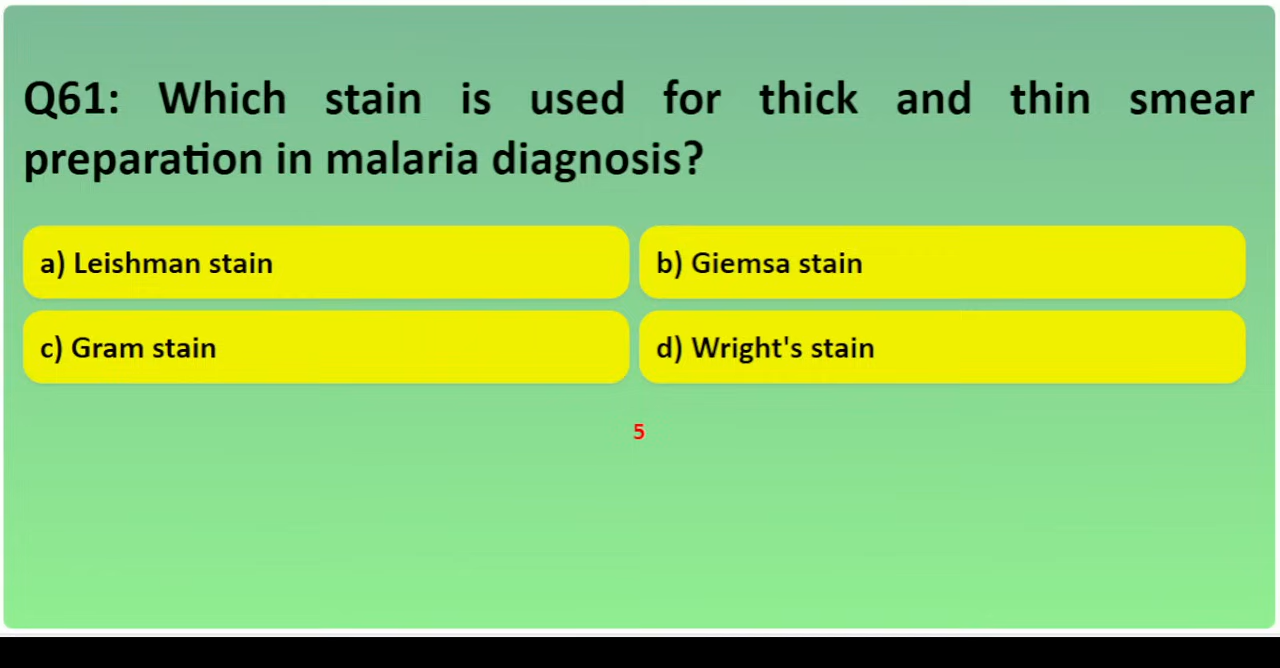 Q61: Which stain is used for thick and thin smear
preparation in malaria diagnosis?
a) Leishman stain
b) Giemsa stain
c) Gram stain
d) Wright's stain
5